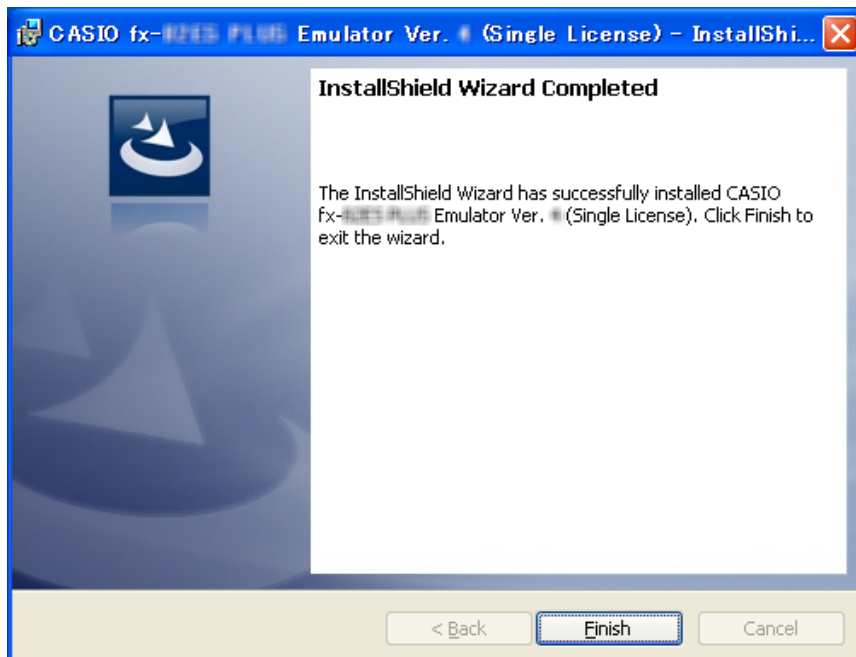 CASIO fx- Emulator Ver. (Single License) - InstallShi...
InstallShield Wizard Completed
The InstallShield Wizard has successfully installed CASIO
fx- Emulator Ver. (Single License). Click Finish to
exit the wizard.
< Back
Finish
Cancel